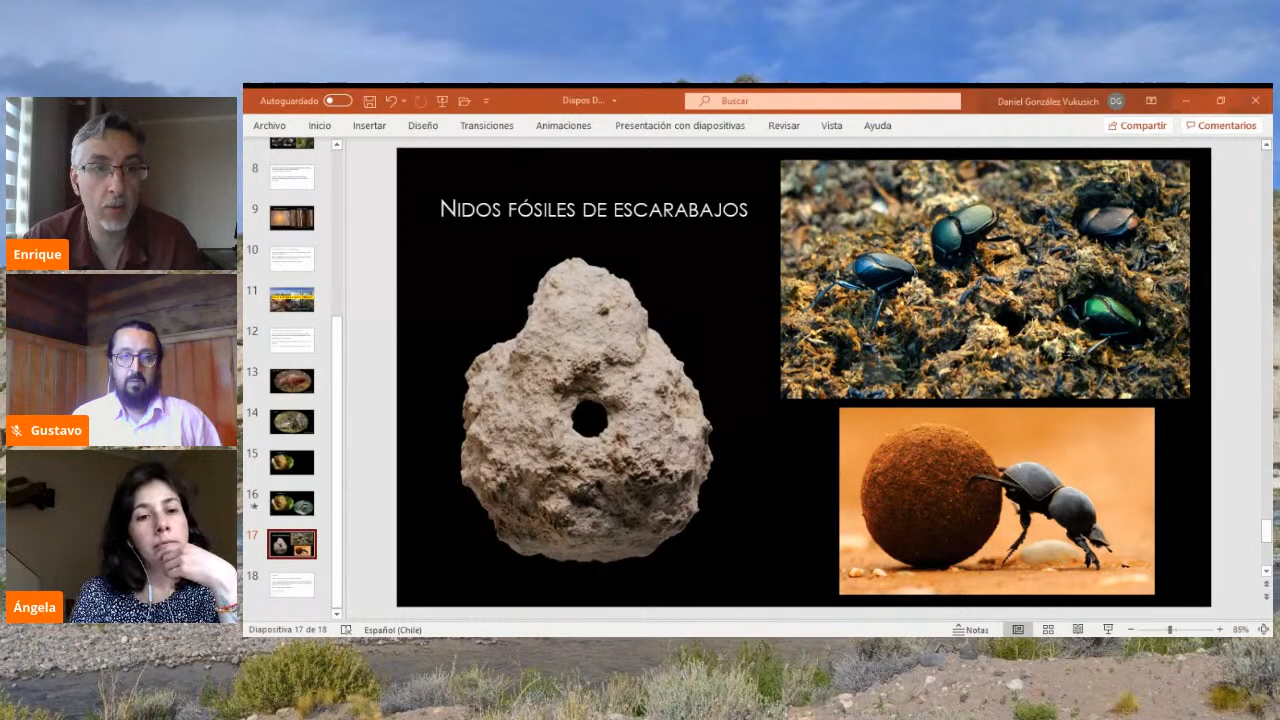 Enrique
Gustavo
Ángela
Autoguardado
Diapos D...
Buscar
Daniel González Vukusich
DG
Archivo
Inicio
Insertar
Diseño
Transiciones
Animaciones
Presentación con diapositivas
Revisar
Vista
Ayuda
Compartir
Comentarios
8
9
10
11
12
13
14
15
16
17
18
NIDOS FÓSILES DE ESCARABAJOS
Diapositiva 17 de 18
Español (Chile)
Notas
85%